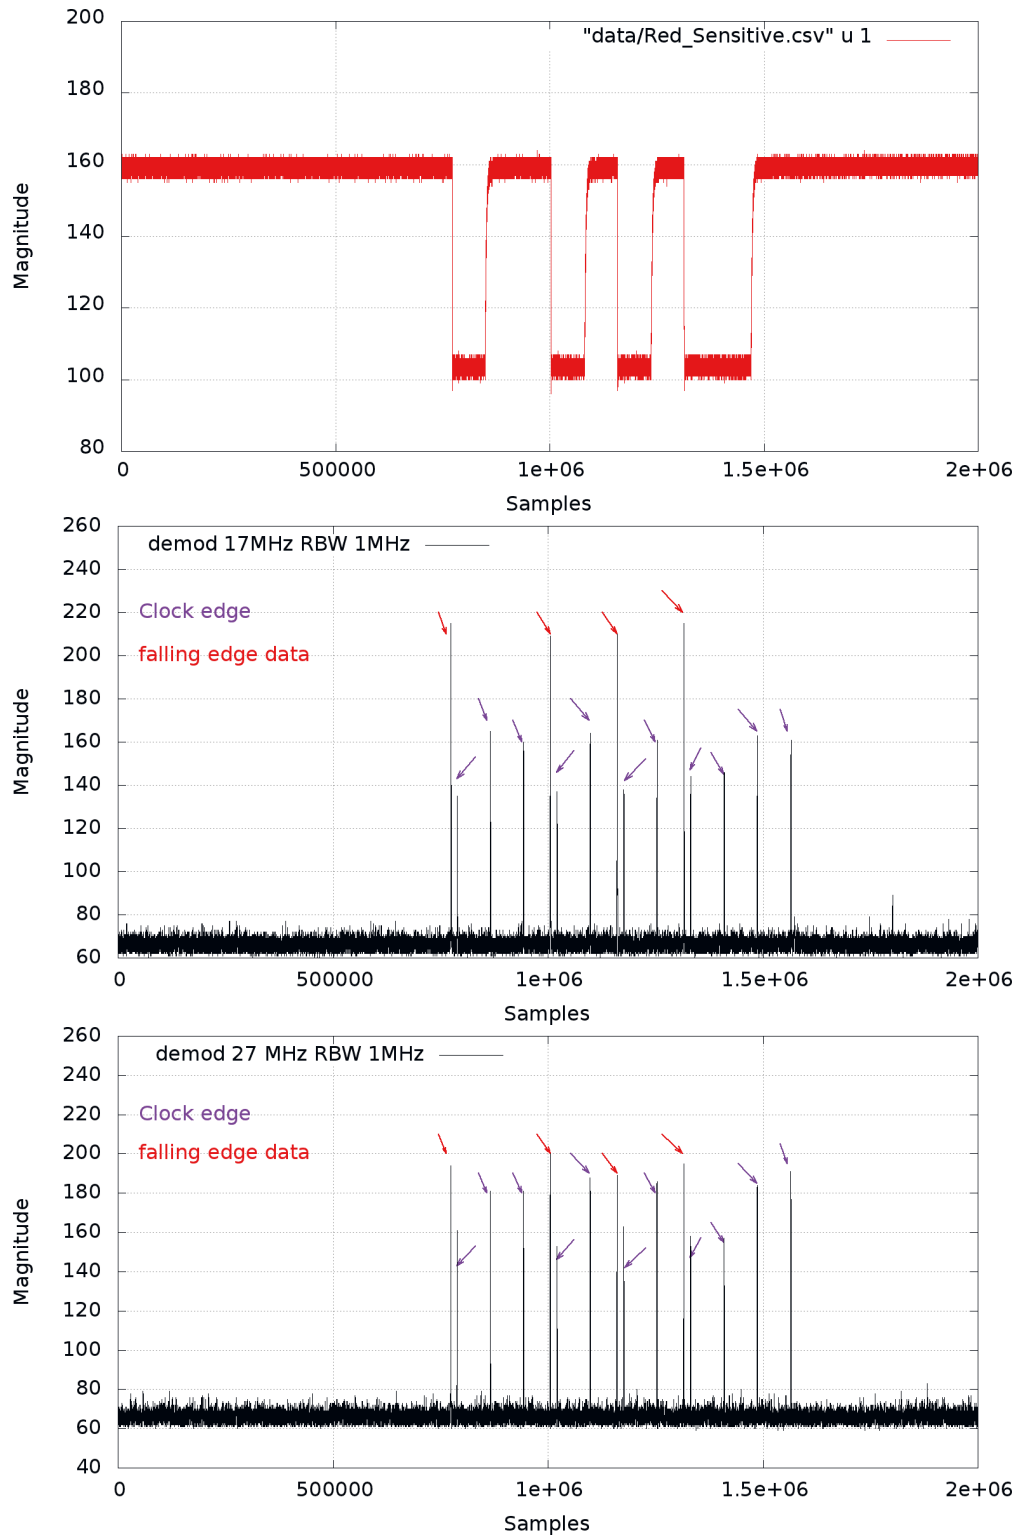 200
"data/Red_Sensitive.csv" u 1
180
160
140
120
100
80
Magnitude
0 500000 1e+06 1.5e+06 2e+06
Samples
260
demod 17MHz RBW 1MHz
240
220
Clock edge
200
falling edge data
180
160
140
120
100
80
60
Magnitude
0 500000 1e+06 1.5e+06 2e+06
Samples
260
demod 27 MHz RBW 1MHz
240
220
Clock edge
200
falling edge data
180
160
140
120
100
80
60
40
Magnitude
0 500000 1e+06 1.5e+06 2e+06
Samples